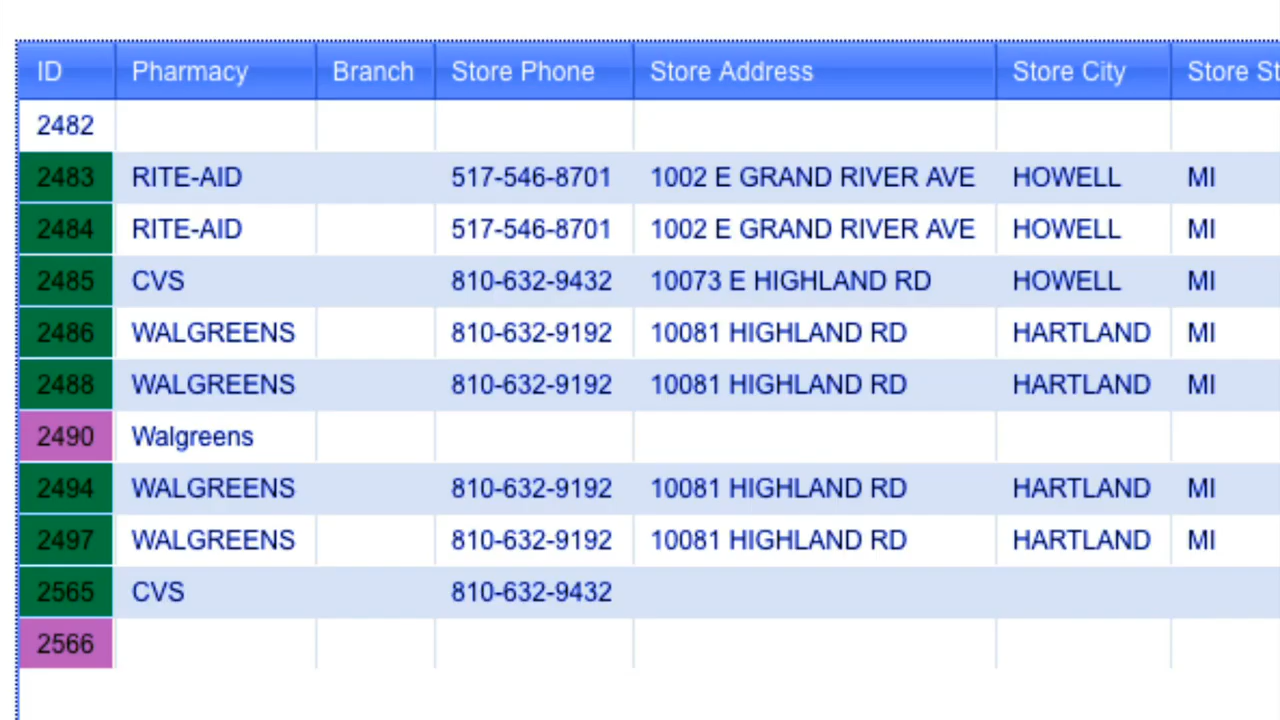 ID Pharmacy Branch Store Phone Store Address Store City Store St
2482
2483 RITE-AID 517-546-8701 1002 E GRAND RIVER AVE HOWELL MI
2484 RITE-AID 517-546-8701 1002 E GRAND RIVER AVE HOWELL MI
2485 CVS 810-632-9432 10073 E HIGHLAND RD HOWELL MI
2486 WALGREENS 810-632-9192 10081 HIGHLAND RD HARTLAND MI
2488 WALGREENS 810-632-9192 10081 HIGHLAND RD HARTLAND MI
2490 Walgreens
2494 WALGREENS 810-632-9192 10081 HIGHLAND RD HARTLAND MI
2497 WALGREENS 810-632-9192 10081 HIGHLAND RD HARTLAND MI
2565 CVS 810-632-9432
2566